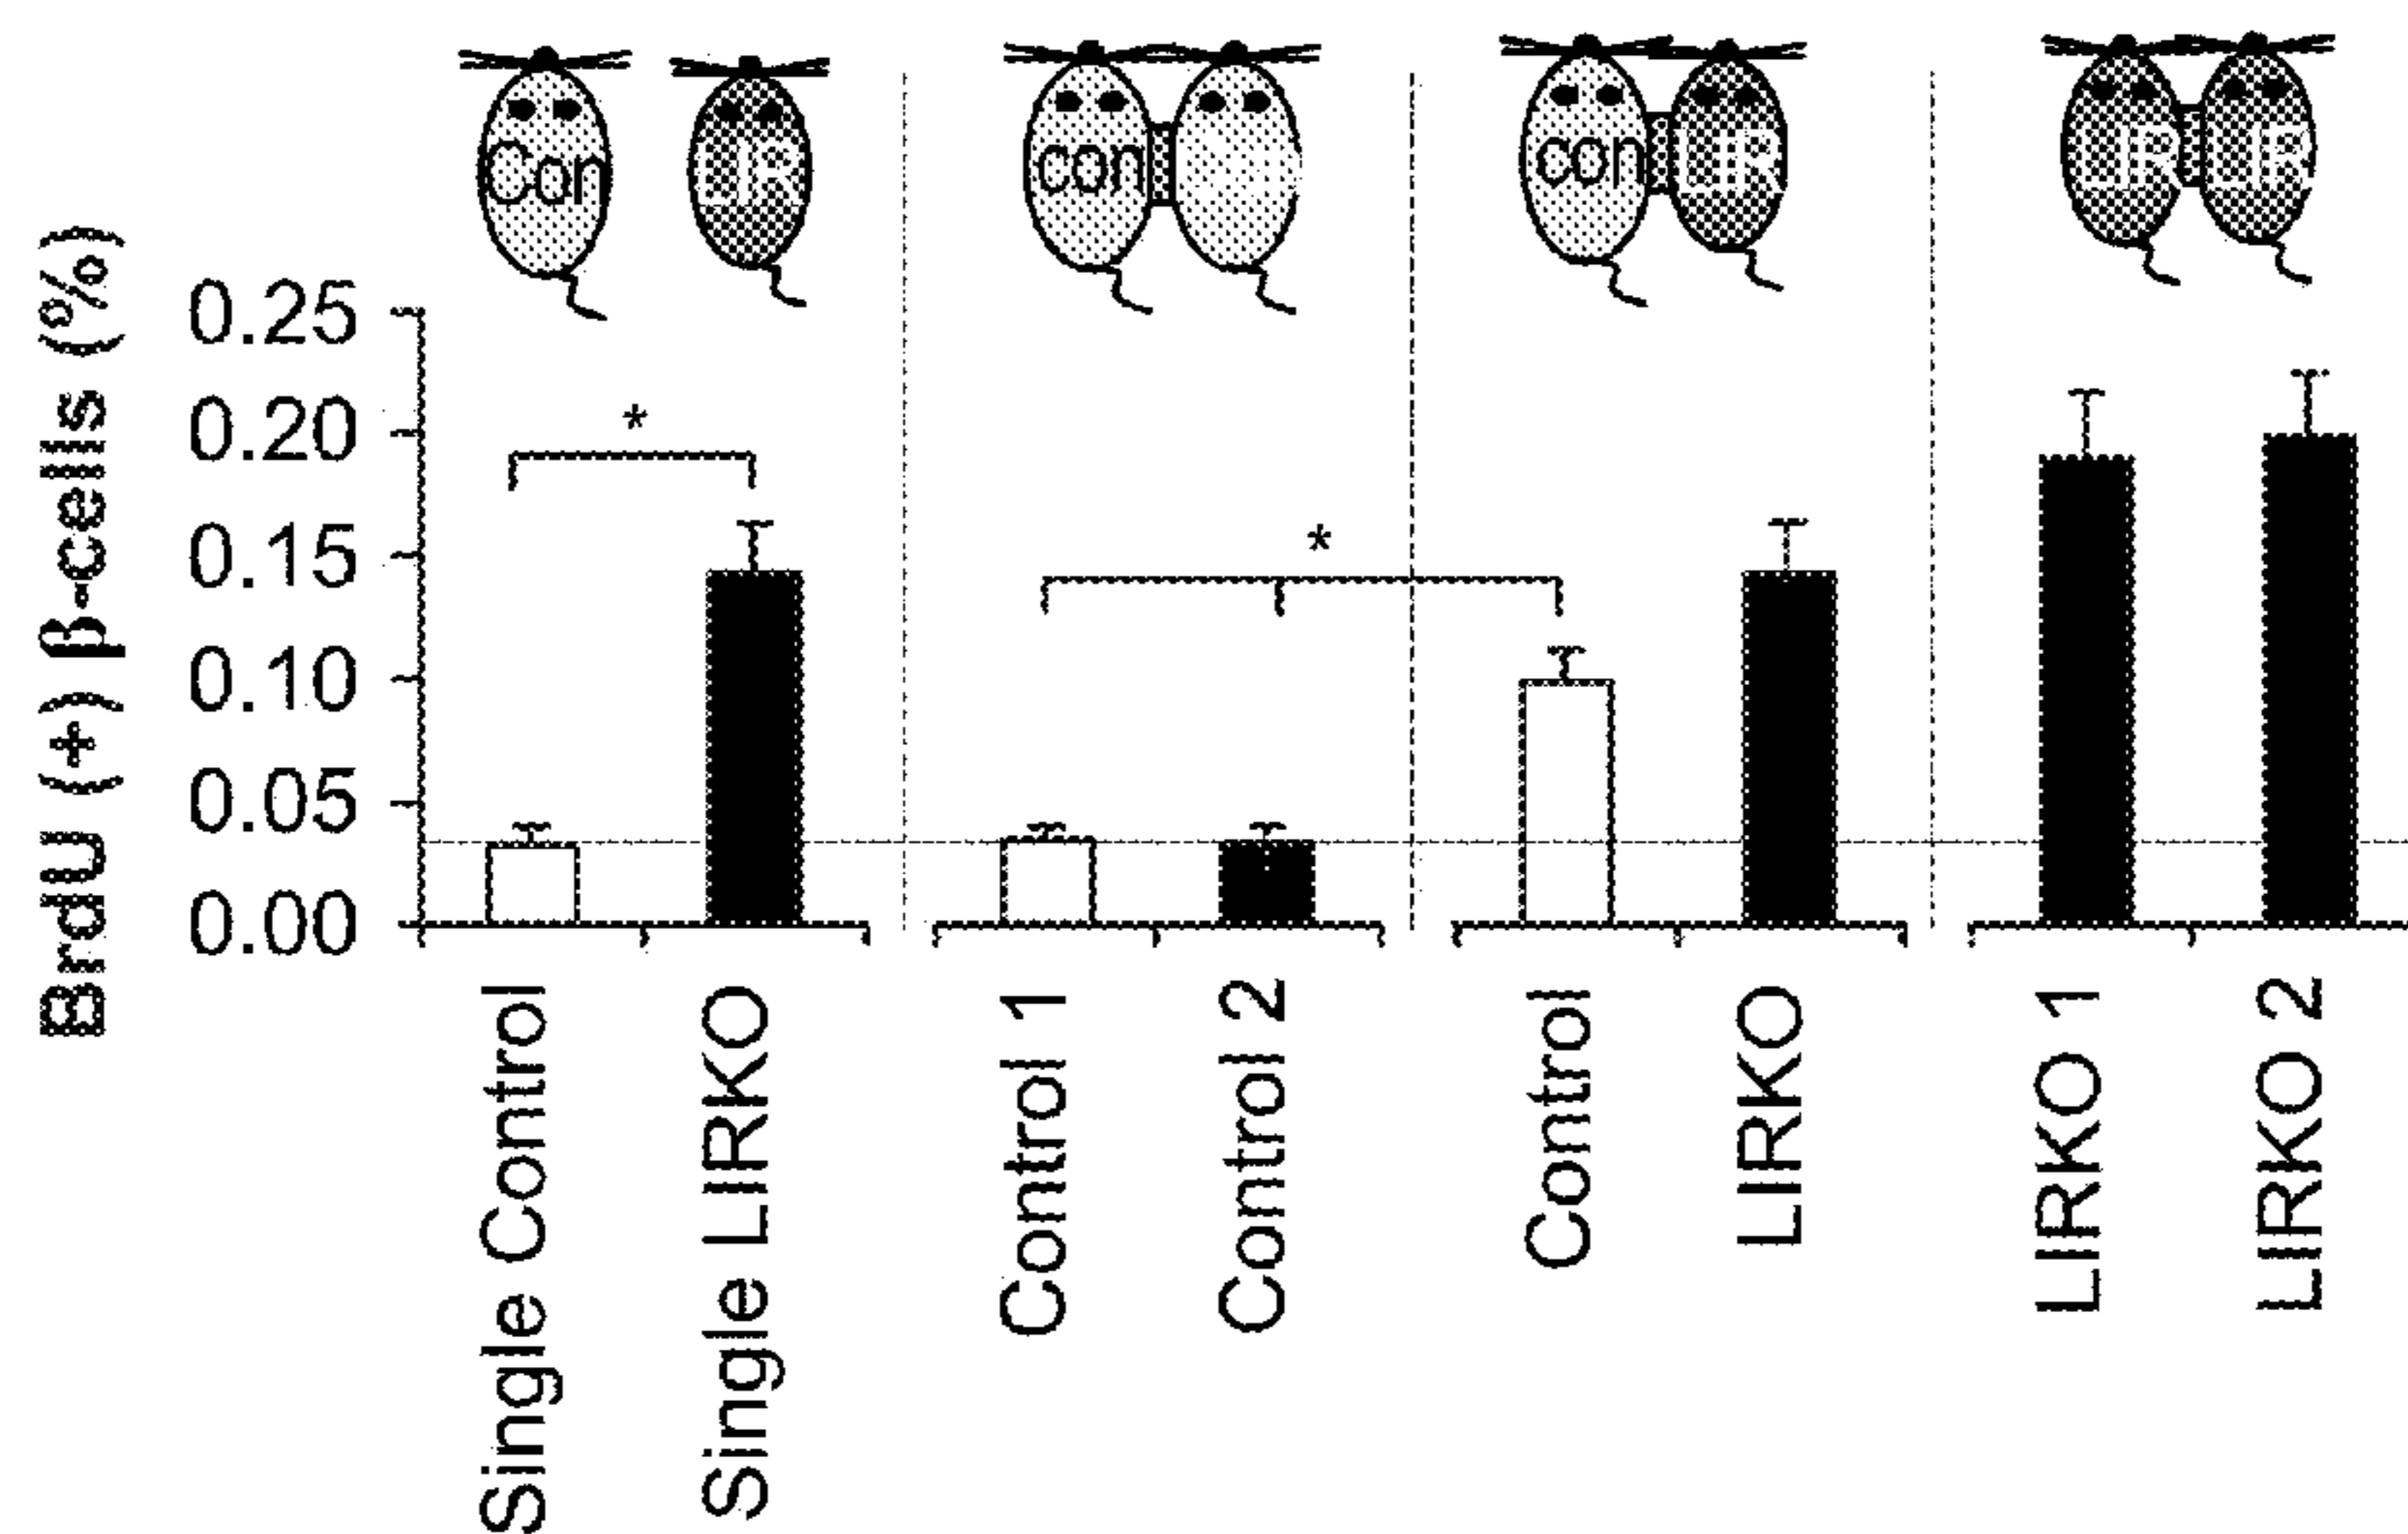 Con
con
con
BrdU (+) β-cells (%)
0.25
0.20
0.15
0.10
0.05
0.00
*
*
Single Control
Single LIRKO
Control 1
Control 2
Control
LIRKO
LIRKO 1
LIRKO 2